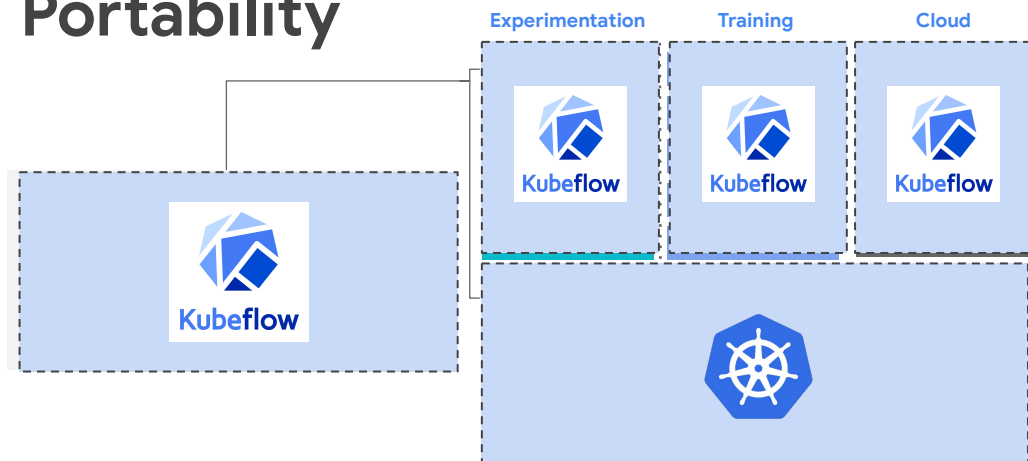 Portability
Experimentation
Training
Cloud
Kubeflow
Kubeflow
Kubeflow
Kubeflow